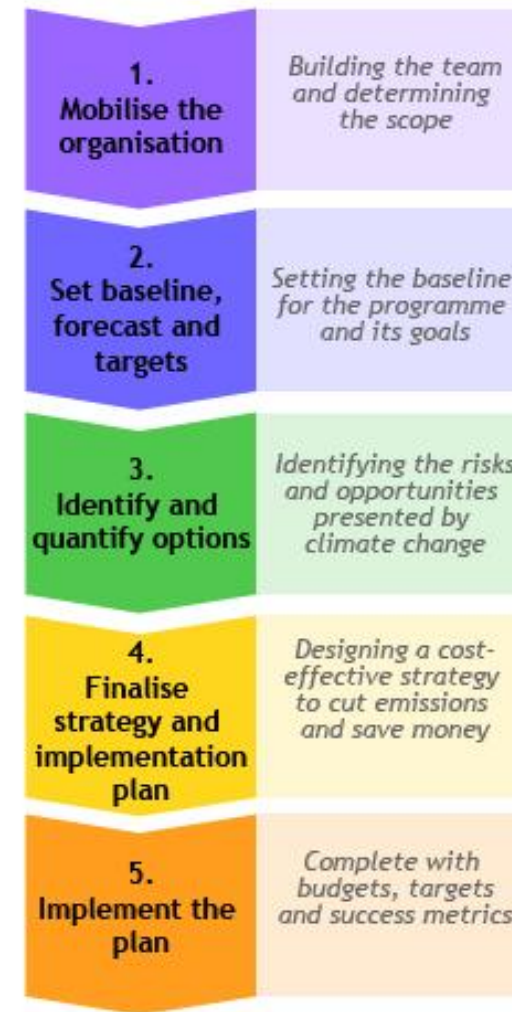 1.
Mobilise the
organisation
Building the team
and determining
the scope
2.
Set baseline,
forecast and
targets
Setting the baseline
for the programme
and its goals
3.
Identify and
quantify options
Identifying the risks
and opportunities
presented by
climate change
4.
Finalise
strategy and
implementation
plan
Designing a cost-
effective strategy
to cut emissions
and save money
5.
Implement the
plan
Complete with
budgets, targets
and success metrics